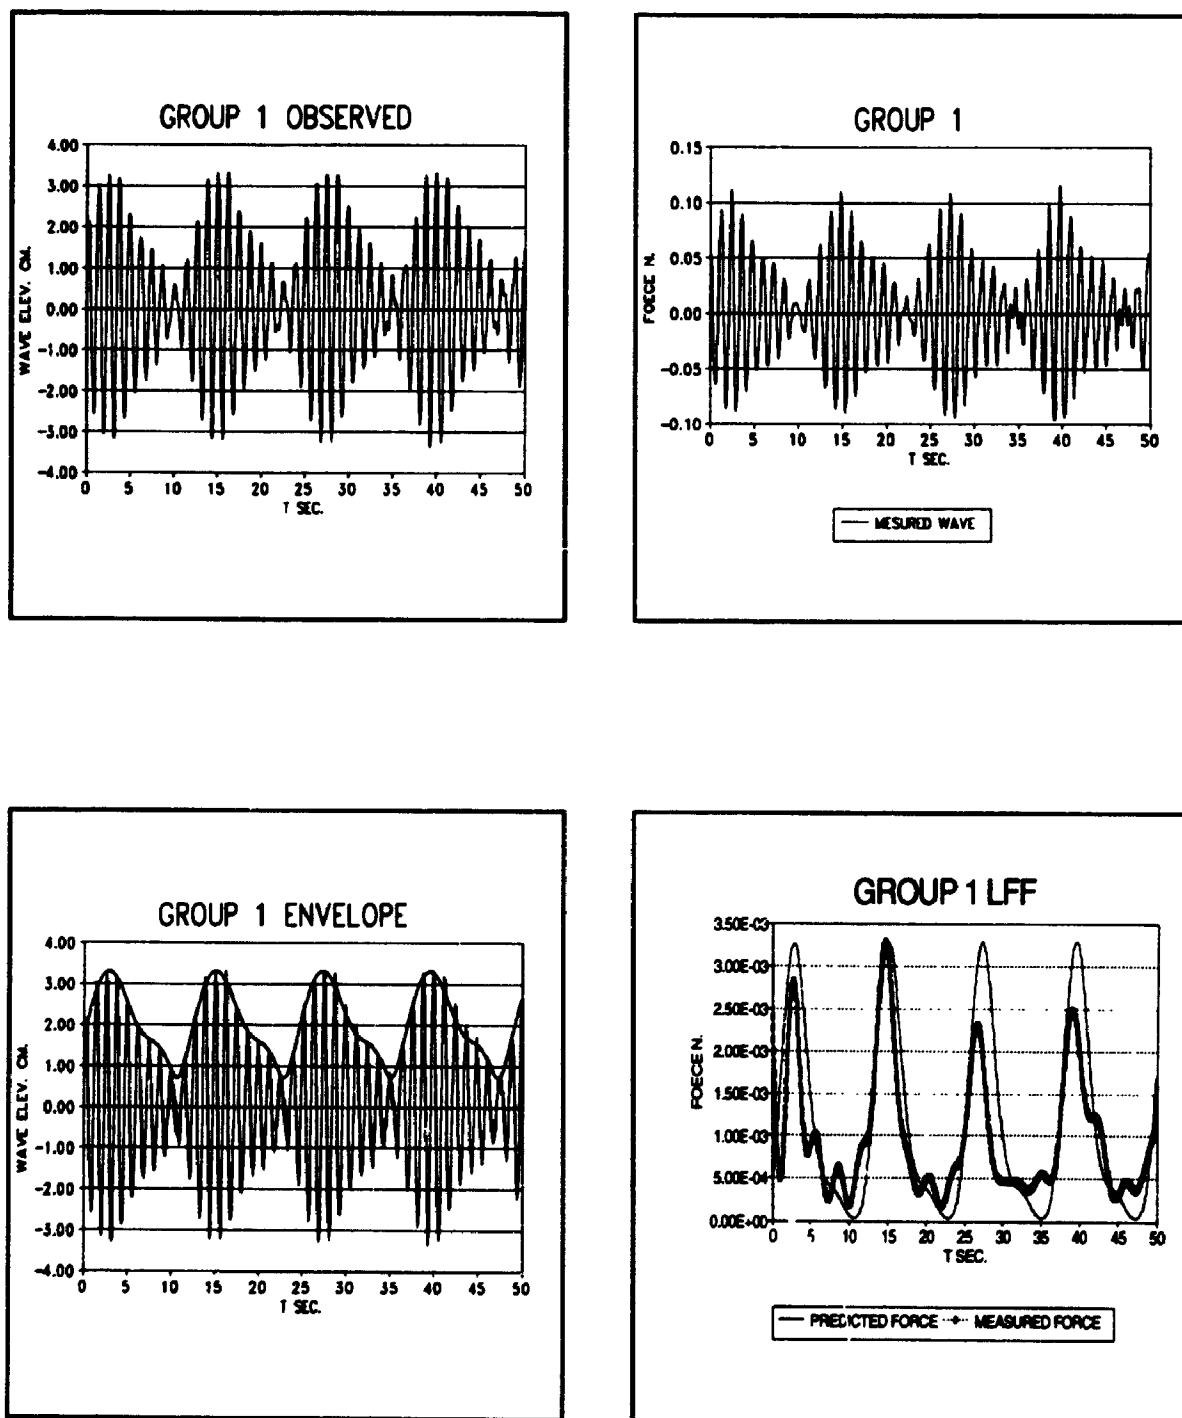 GROUP 1 OBSERVED
4.00
3.00
2.00
1.00
0.00
-1.00
-2.00
-3.00
-4.00
WAVE ELEV. CM.
0 5 10 15 20 25 30 35 40 45 50
T SEC.
GROUP 1
0.15
0.10
0.05
0.00
-0.05
-0.10
FOECE N.
0 5 10 15 20 25 30 35 40 45 50
T SEC.
MESURED WAVE
GROUP 1 ENVELOPE
4.00
3.00
2.00
1.00
0.00
-1.00
-2.00
-3.00
-4.00
WAVE ELEV. CM.
0 5 10 15 20 25 30 35 40 45 50
T SEC.
GROUP 1 LFF
3.50E-03
3.00E-03
2.50E-03
2.00E-03
1.50E-03
1.00E-03
5.00E-04
0.00E+00
FOECE N.
0 5 10 15 20 25 30 35 40 45 50
T SEC.
PREDICTED FORCE MEASURED FORCE